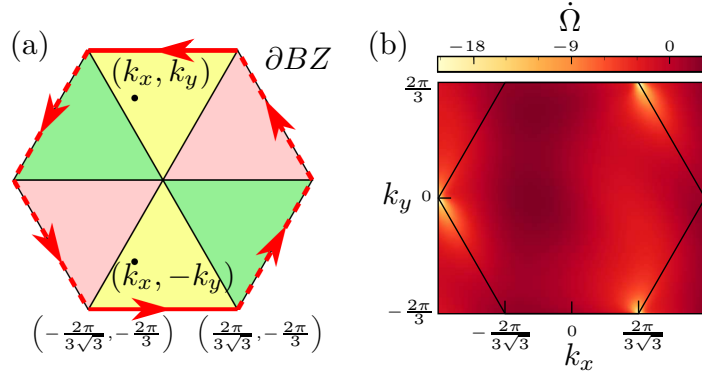 (a)
∂BZ
(k_x, k_y)
(k_x, -k_y)
(-2π/3√3, -2π/3) (2π/3√3, -2π/3)
(b)
Ω̇
-18 -9 0
2π/3
k_y 0
-2π/3
-2π/3√3 0 2π/3√3
k_x